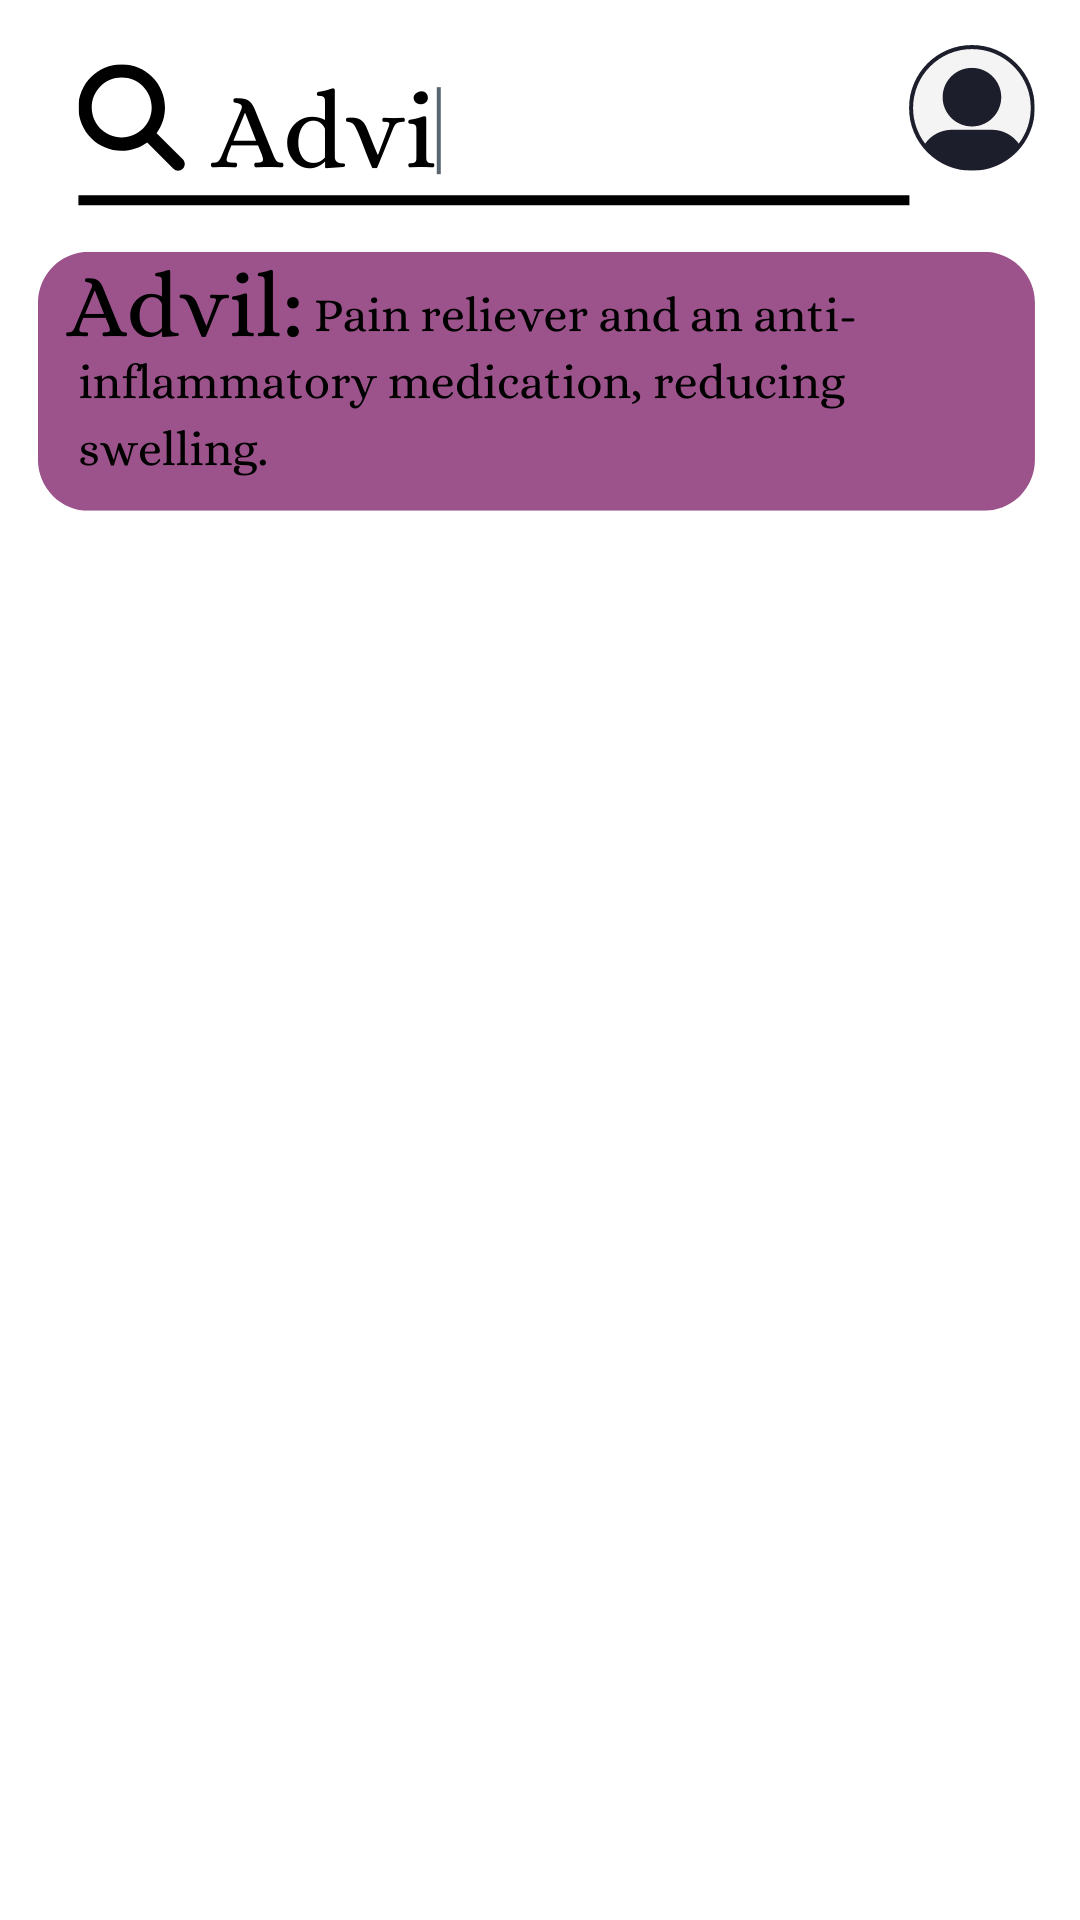 Advi
Advil: Pain reliever and an anti-
inflammatory medication, reducing
swelling.